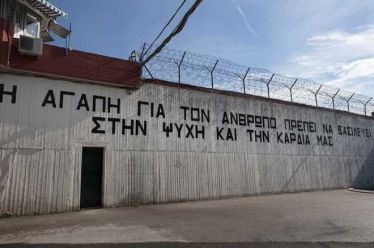 Η ΑΓΑΠΗ ΓΙΑ ΤΟΝ ΑΝΘΡΩΠΟ ΠΡΕΠΕΙ ΝΑ ΒΑΣΙΛΕΥΕΙ
ΣΤΗΝ ΨΥΧΗ ΚΑΙ ΤΗΝ ΚΑΡΔΙΑ ΜΑΣ